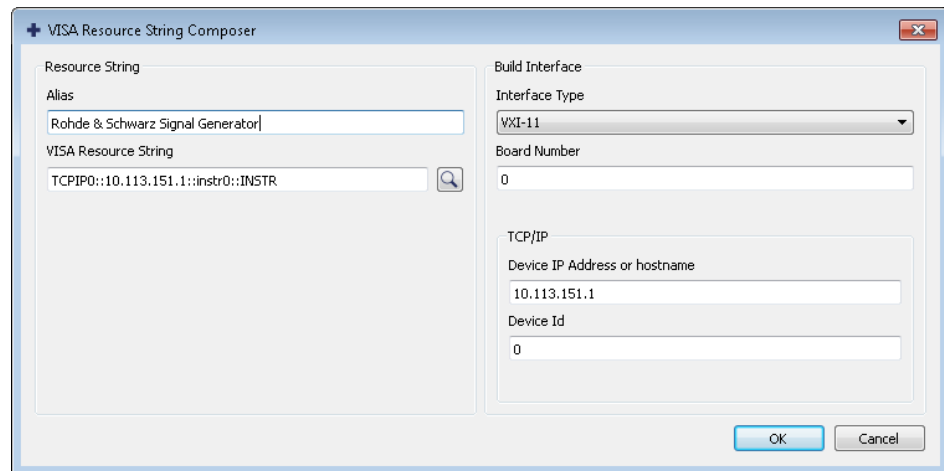 VISA Resource String Composer
Resource String
Alias
Rohde & Schwarz Signal Generator
VISA Resource String
TCPIP0::10.113.151.1::instr0::INSTR
Build Interface
Interface Type
VXI-11
Board Number
0
TCP/IP
Device IP Address or hostname
10.113.151.1
Device Id
0
OK
Cancel